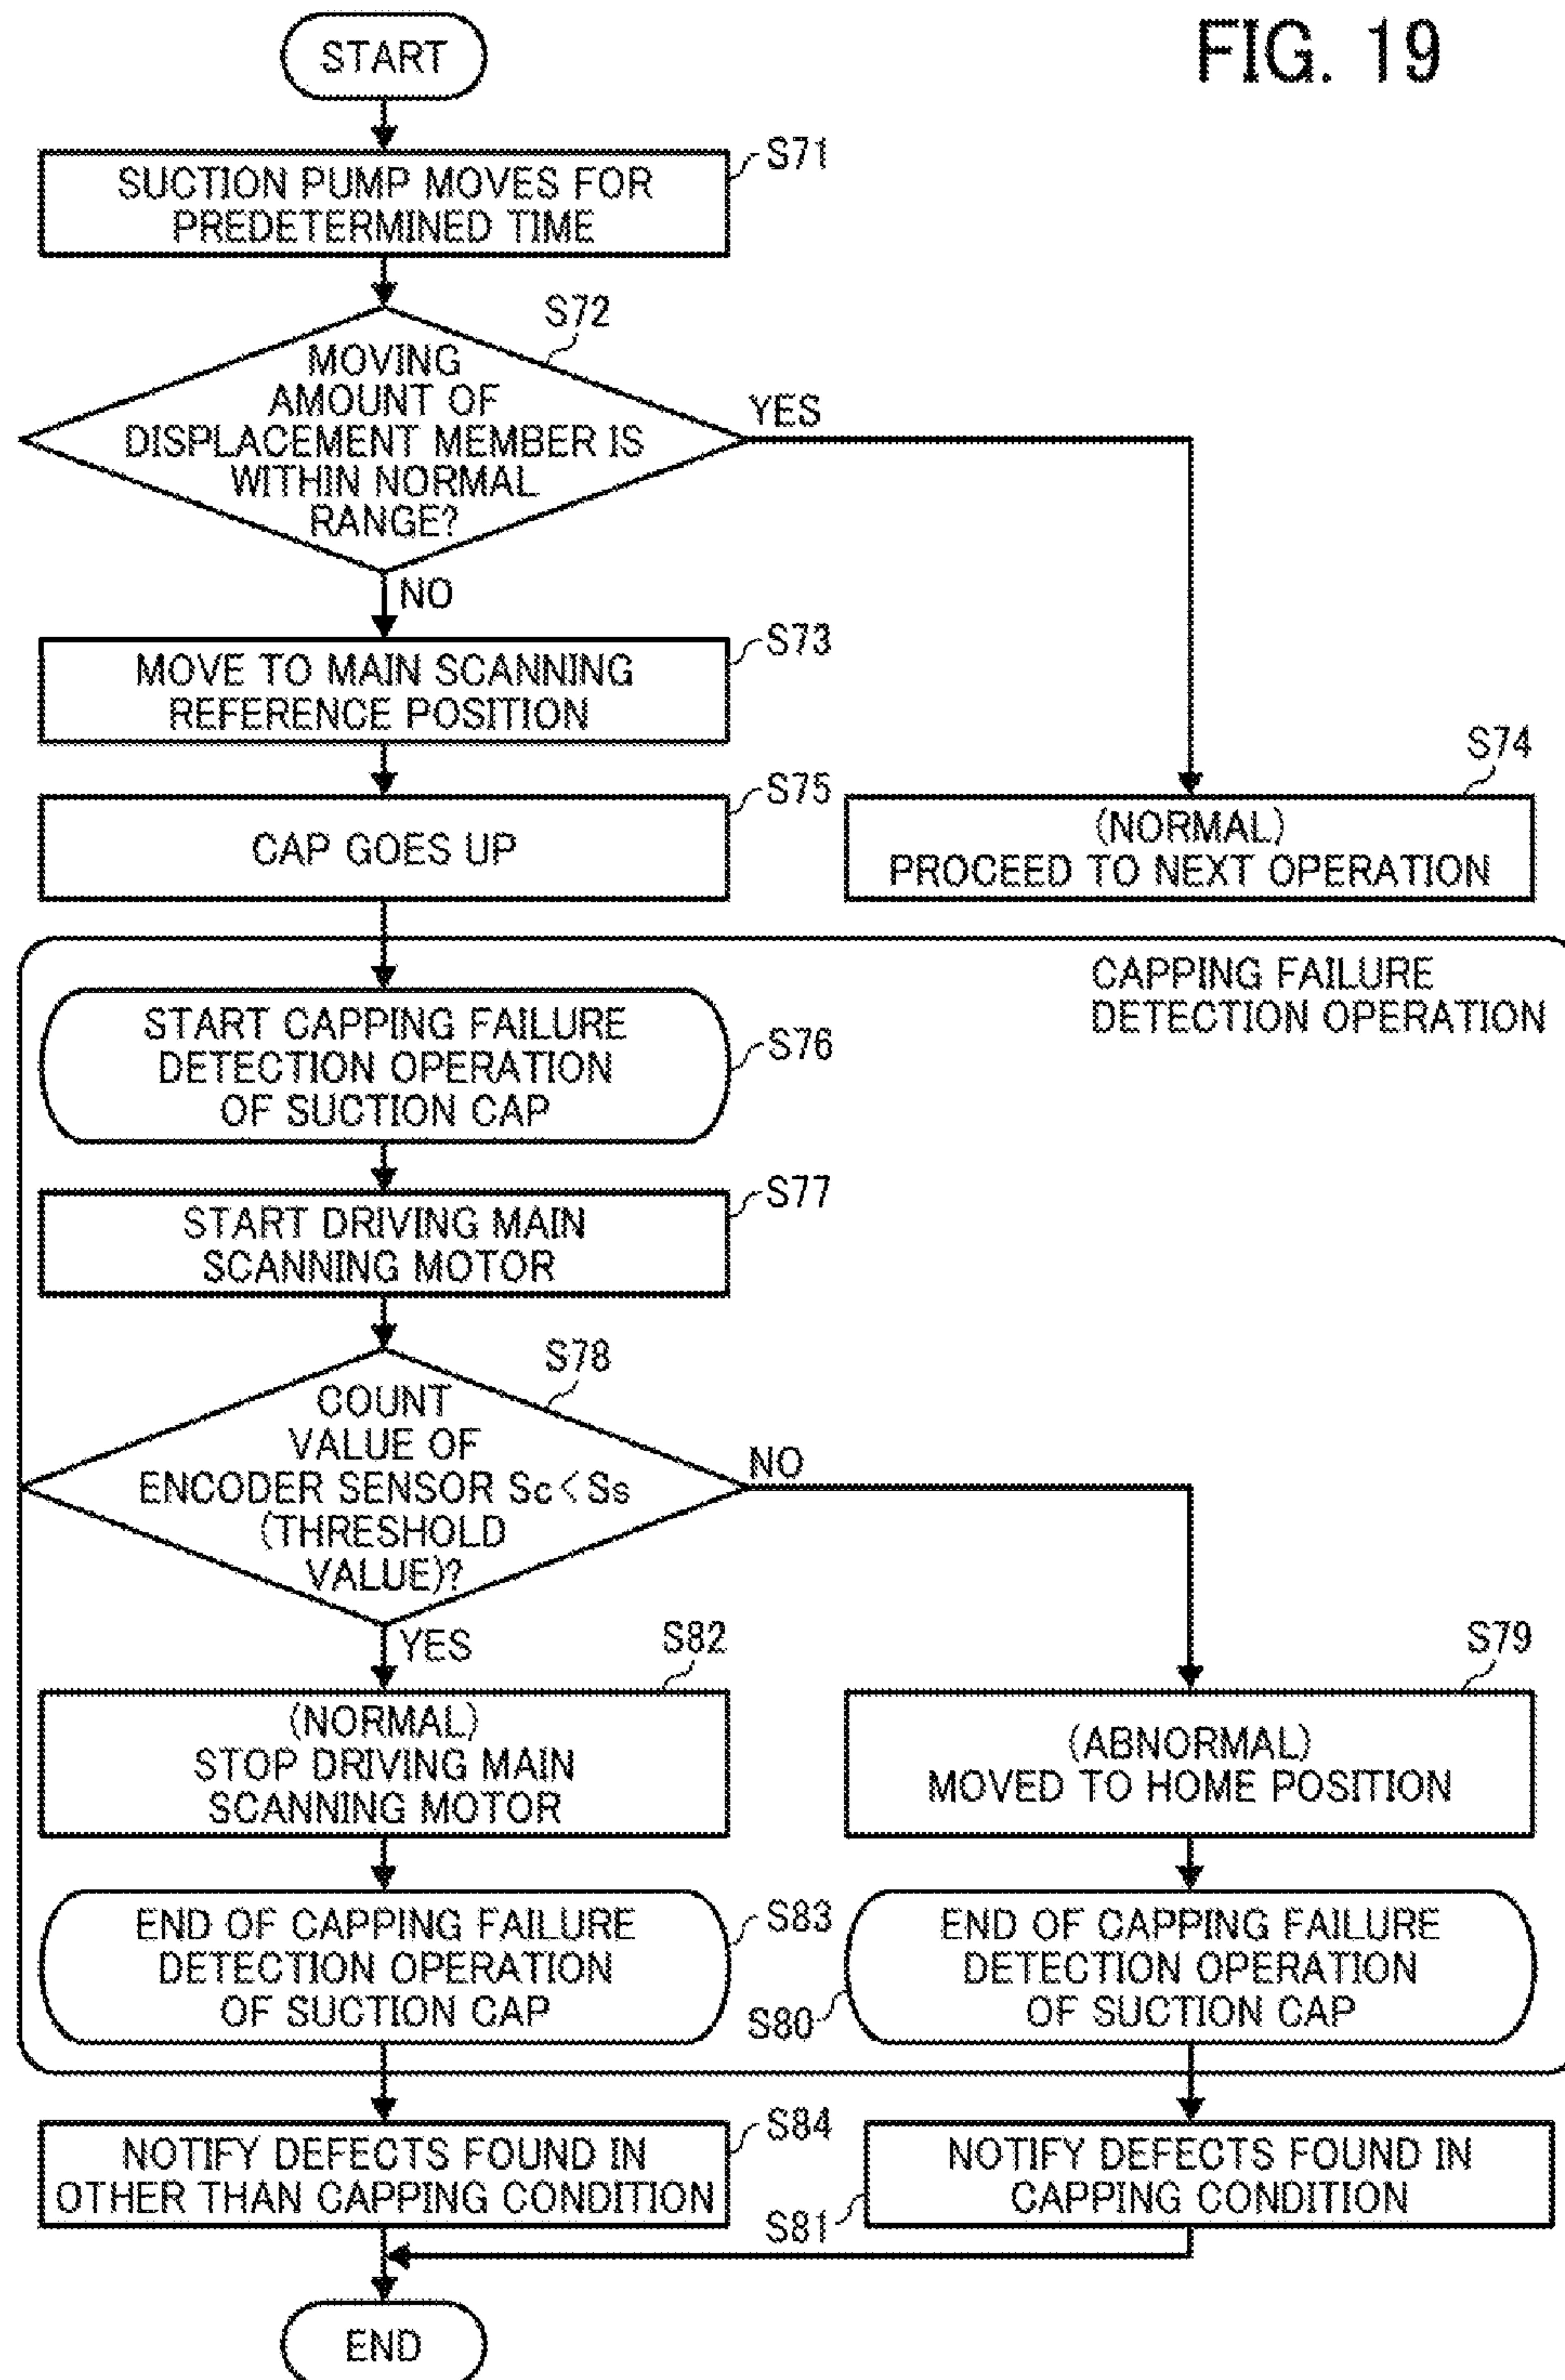 FIG. 19
START
S71
SUCTION PUMP MOVES FOR
PREDETERMINED TIME
S72
MOVING
AMOUNT OF
DISPLACEMENT MEMBER IS
WITHIN NORMAL
RANGE?
YES
NO
S73
MOVE TO MAIN SCANNING
REFERENCE POSITION
S74
(NORMAL)
PROCEED TO NEXT OPERATION
S75
CAP GOES UP
CAPPING FAILURE
DETECTION OPERATION
START CAPPING FAILURE
DETECTION OPERATION
OF SUCTION CAP
S76
S77
START DRIVING MAIN
SCANNING MOTOR
S78
COUNT
VALUE OF
ENCODER SENSOR Sc<Ss
(THRESHOLD
VALUE)?
NO
YES
S82
(NORMAL)
STOP DRIVING MAIN
SCANNING MOTOR
S79
(ABNORMAL)
MOVED TO HOME POSITION
END OF CAPPING FAILURE
DETECTION OPERATION
OF SUCTION CAP
S83
END OF CAPPING FAILURE
DETECTION OPERATION
OF SUCTION CAP
S80
S84
NOTIFY DEFECTS FOUND IN
OTHER THAN CAPPING CONDITION
NOTIFY DEFECTS FOUND IN
CAPPING CONDITION
S81
END